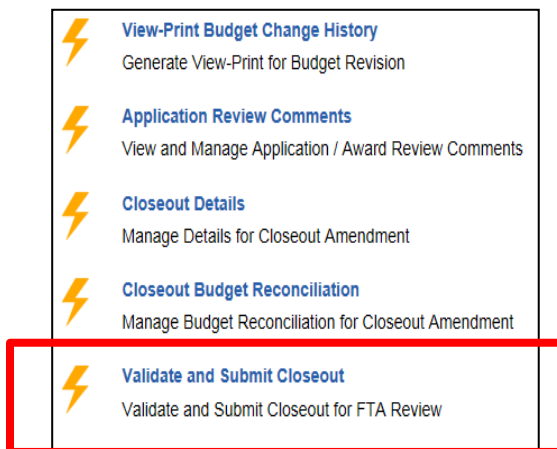 View-Print Budget Change History
Generate View-Print for Budget Revision
Application Review Comments
View and Manage Application / Award Review Comments
Closeout Details
Manage Details for Closeout Amendment
Closeout Budget Reconciliation
Manage Budget Reconciliation for Closeout Amendment
Validate and Submit Closeout
Validate and Submit Closeout for FTA Review